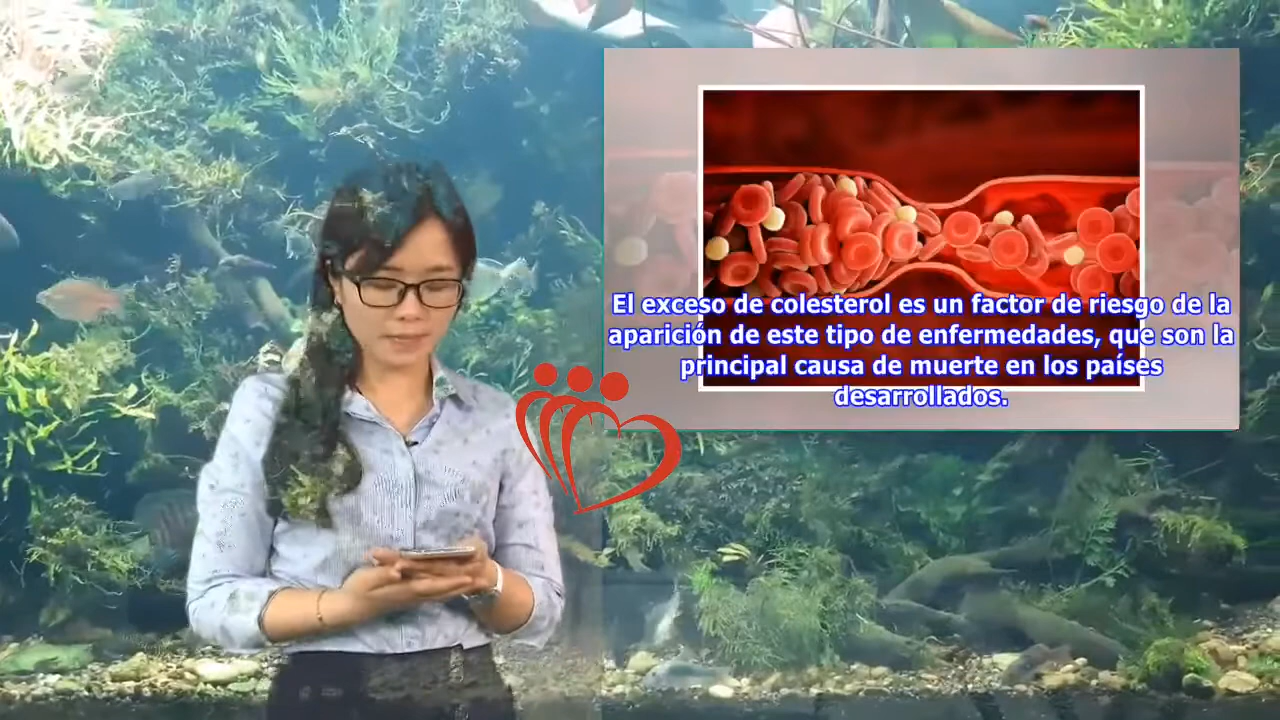 El exceso de colesterol es un factor de riesgo de la
aparición de este tipo de enfermedades, que son la
principal causa de muerte en los países
desarrollados.